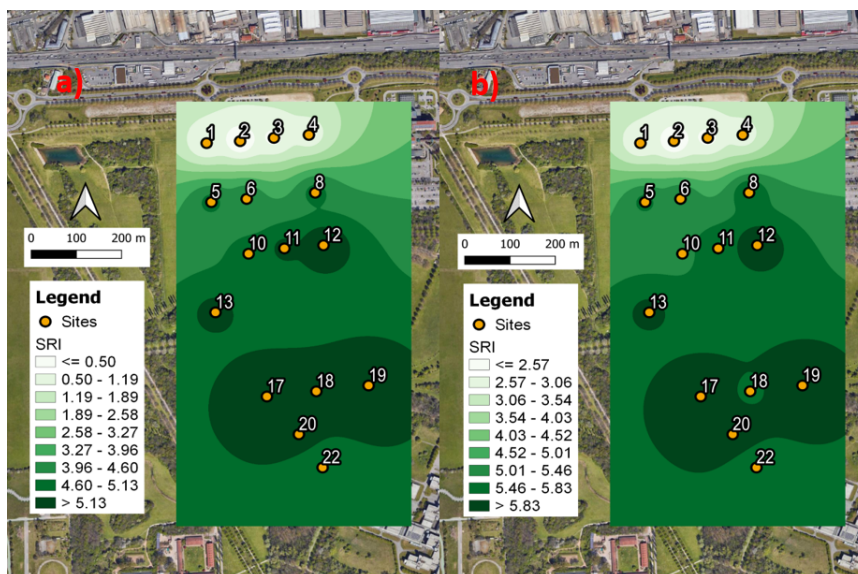 a)
1 2 3 4
5 6 8
10 11 12
13
17 18 19
20
22
0 100 200 m
Legend
Sites
SRI
<= 0.50
0.50 - 1.19
1.19 - 1.89
1.89 - 2.58
2.58 - 3.27
3.27 - 3.96
3.96 - 4.60
4.60 - 5.13
> 5.13
b)
1 2 3 4
5 6 8
10 11 12
13
17 18 19
20
22
0 100 200 m
Legend
Sites
SRI
<= 2.57
2.57 - 3.06
3.06 - 3.54
3.54 - 4.03
4.03 - 4.52
4.52 - 5.01
5.01 - 5.46
5.46 - 5.83
> 5.83